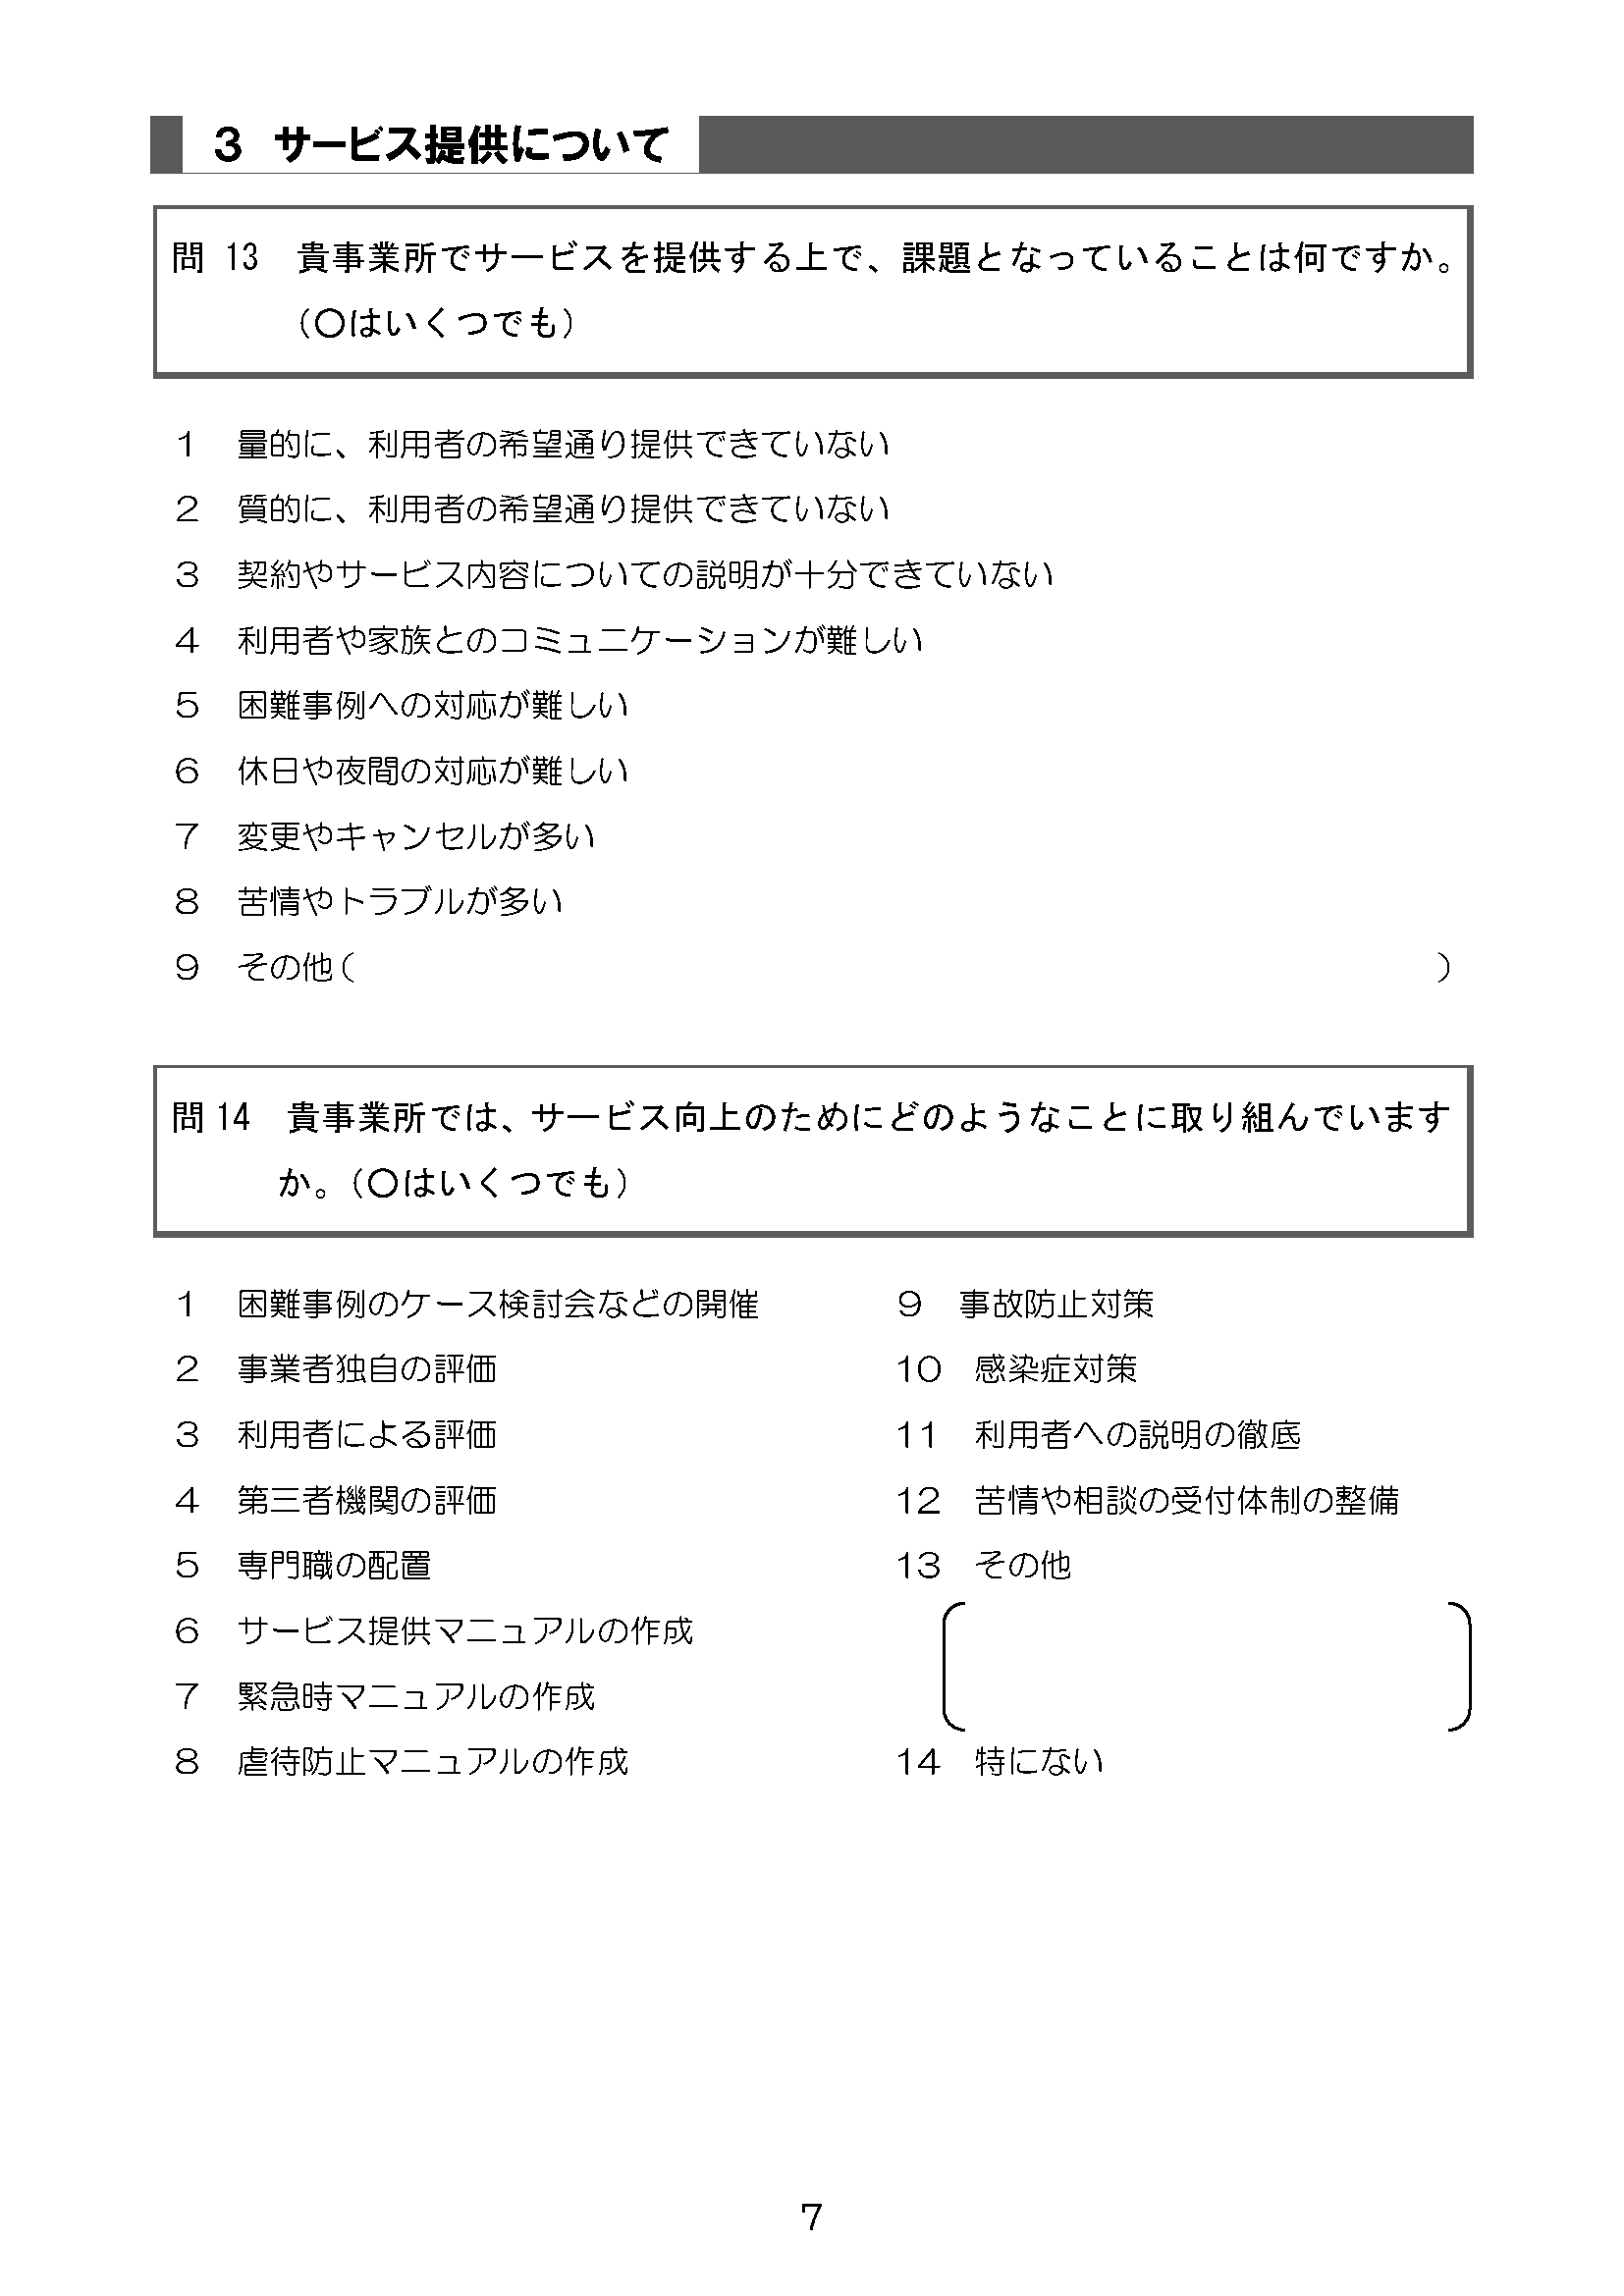 ３　サービス提供について
問 13　貴事業所でサービスを提供する上で、課題となっていることは何ですか。
（〇はいくつでも）
１　量的に、利用者の希望通り提供できていない
２　質的に、利用者の希望通り提供できていない
３　契約やサービス内容についての説明が十分できていない
４　利用者や家族とのコミュニケーションが難しい
５　困難事例への対応が難しい
６　休日や夜間の対応が難しい
７　変更やキャンセルが多い
８　苦情やトラブルが多い
９　その他（　　　　　　　　　　　　　　　　　　　　　　　　　　　　　　　　　）
問 14　貴事業所では、サービス向上のためにどのようなことに取り組んでいます
か。（〇はいくつでも）
１　困難事例のケース検討会などの開催
２　事業者独自の評価
３　利用者による評価
４　第三者機関の評価
５　専門職の配置
６　サービス提供マニュアルの作成
７　緊急時マニュアルの作成
８　虐待防止マニュアルの作成
９　事故防止対策
10　感染症対策
11　利用者への説明の徹底
12　苦情や相談の受付体制の整備
13　その他
14　特にない
7